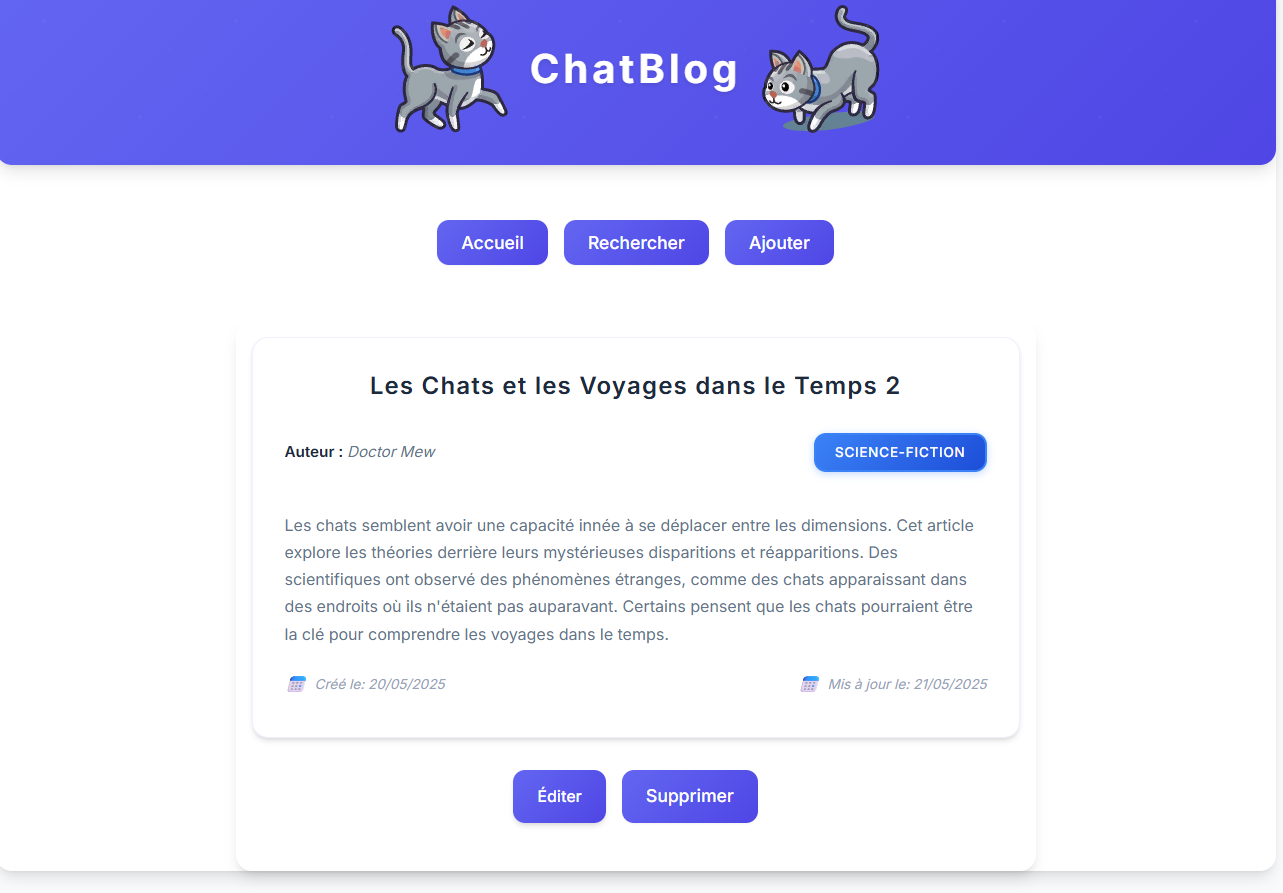 ChatBlog
Accueil
Rechercher
Ajouter
Les Chats et les Voyages dans le Temps 2
Auteur : Doctor Mew
SCIENCE-FICTION
Les chats semblent avoir une capacité innée à se déplacer entre les dimensions. Cet article
explore les théories derrière leurs mystérieuses disparitions et réapparitions. Des
scientifiques ont observé des phénomènes étranges, comme des chats apparaissant dans
des endroits où ils n'étaient pas auparavant. Certains pensent que les chats pourraient être
la clé pour comprendre les voyages dans le temps.
Créé le: 20/05/2025
Mis à jour le: 21/05/2025
Éditer
Supprimer